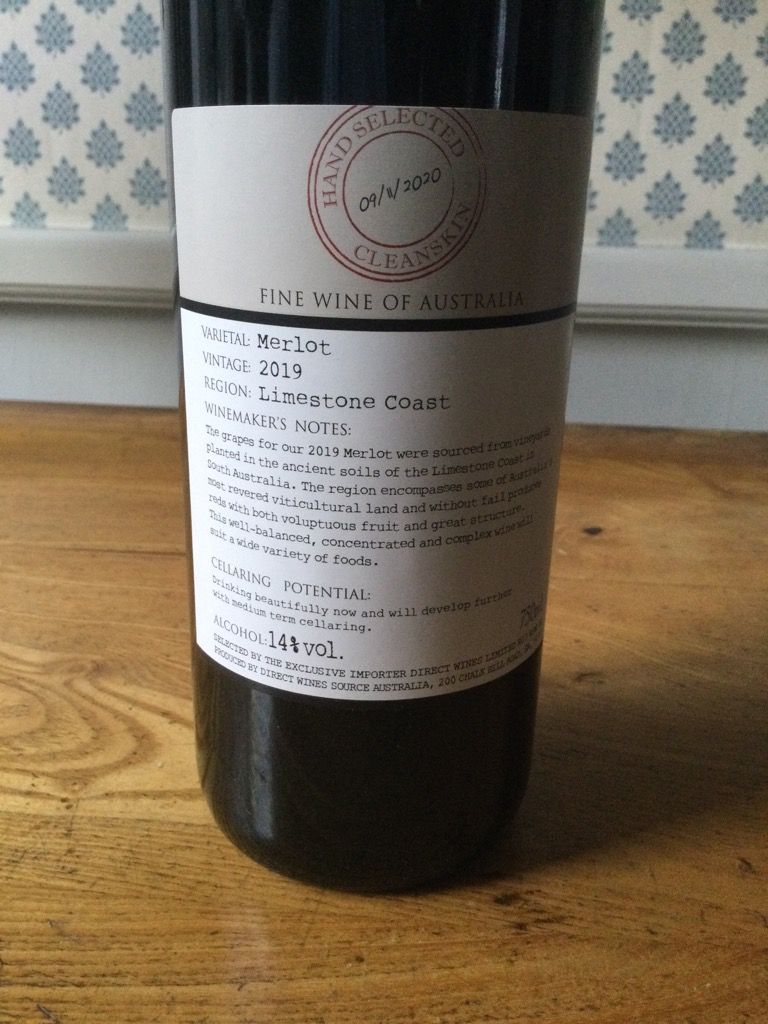 HAND SELECTED
09/11/2020
CLEANSKIN
FINE WINE OF AUSTRALIA
VARIETAL: Merlot
VINTAGE: 2019
REGION: Limestone Coast
WINEMAKER'S NOTES:
The grapes for our 2019 Merlot were sourced from vineyards
planted in the ancient soils of the Limestone Coast in
South Australia. The region encompasses some of Australia's
most revered viticultural land and without fail produces
reds with both voluptuous fruit and great structure.
This well-balanced, concentrated and complex wine will
suit a wide variety of foods.
CELLARING POTENTIAL:
Drinking beautifully now and will develop further
with medium term cellaring.
750ml
ALCOHOL: 14% vol.
SELECTED BY THE EXCLUSIVE IMPORTER DIRECT WINES LIMITED
PRODUCED BY DIRECT WINES SOURCE AUSTRALIA, 200 CHALK HILL ROAD,